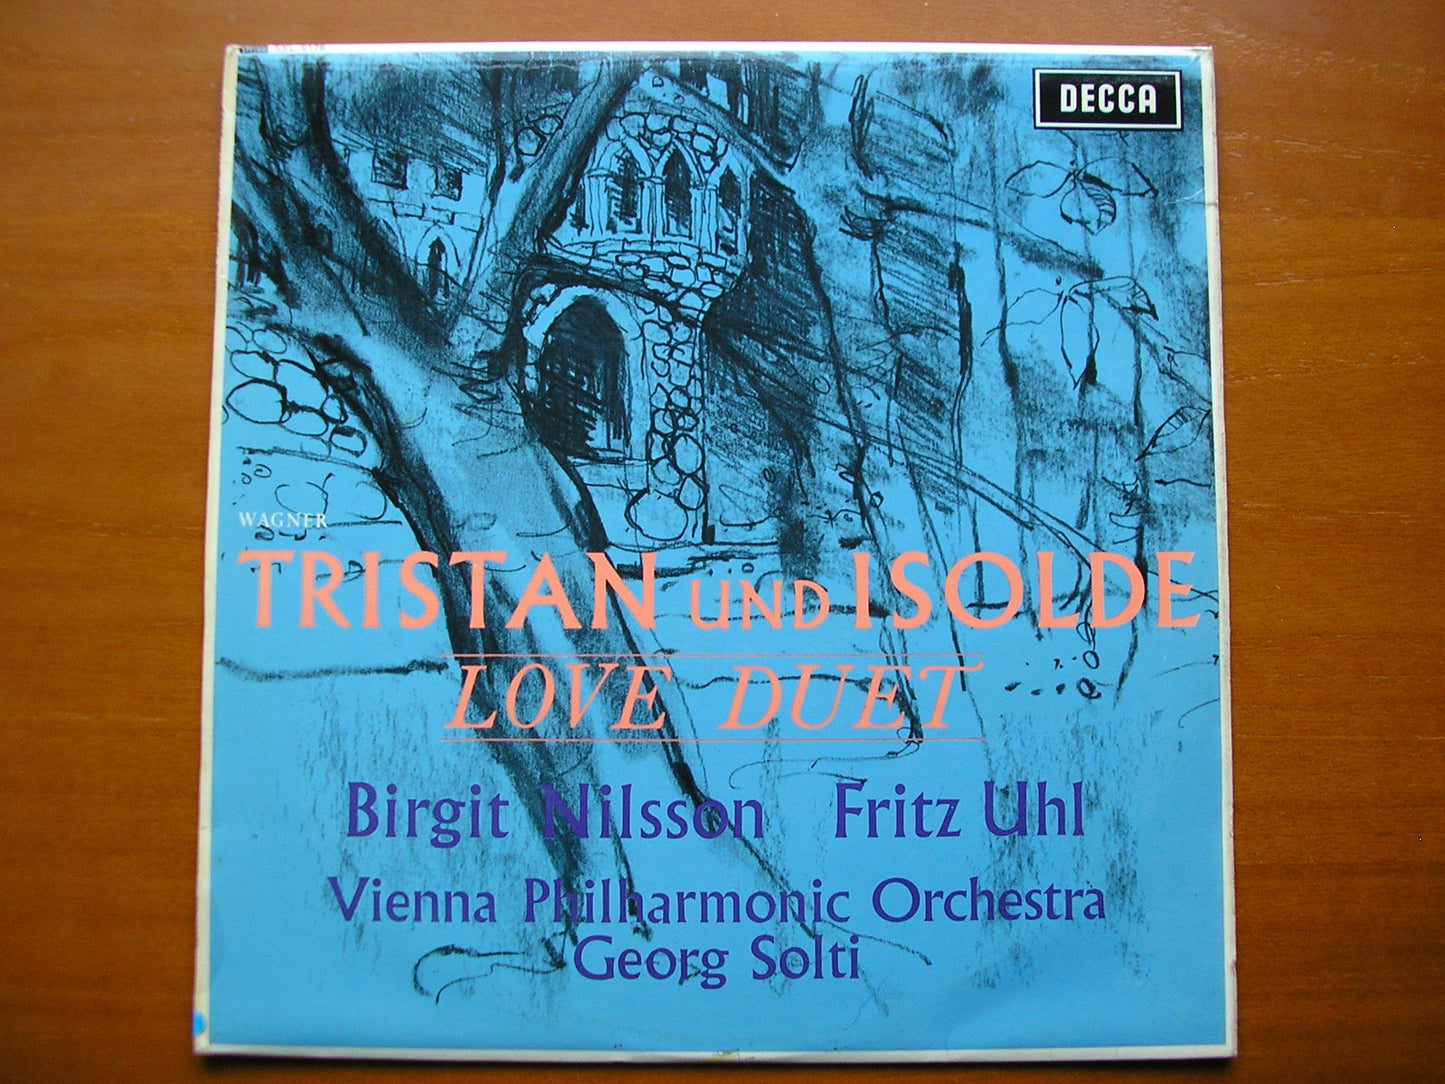 DECCA
WAGNER
TRISTAN UND ISOLDE
LOVE DUET
Birgit Nilsson Fritz Uhl
Vienna Philharmonic Orchestra
Georg Solti